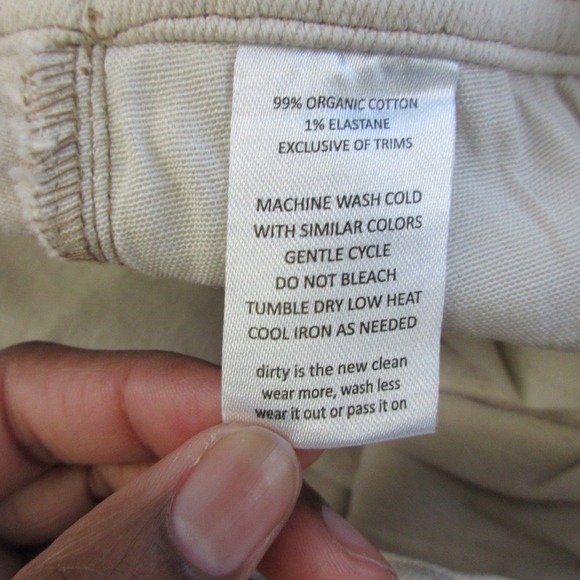 99% ORGANIC COTTON
1% ELASTANE
EXCLUSIVE OF TRIMS
MACHINE WASH COLD
WITH SIMILAR COLORS
GENTLE CYCLE
DO NOT BLEACH
TUMBLE DRY LOW HEAT
COOL IRON AS NEEDED
dirty is the new clean
wear more, wash less
wear it out or pass it on